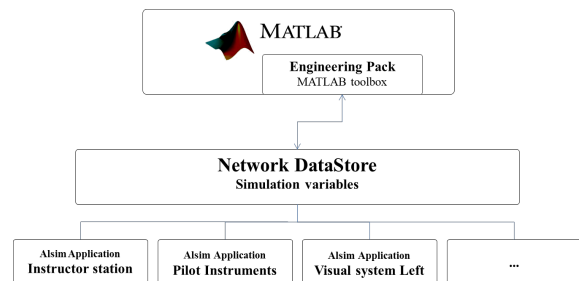 MATLAB
Engineering Pack
MATLAB toolbox
Network DataStore
Simulation variables
Alsim Application
Instructor station
Alsim Application
Pilot Instruments
Alsim Application
Visual system Left
...